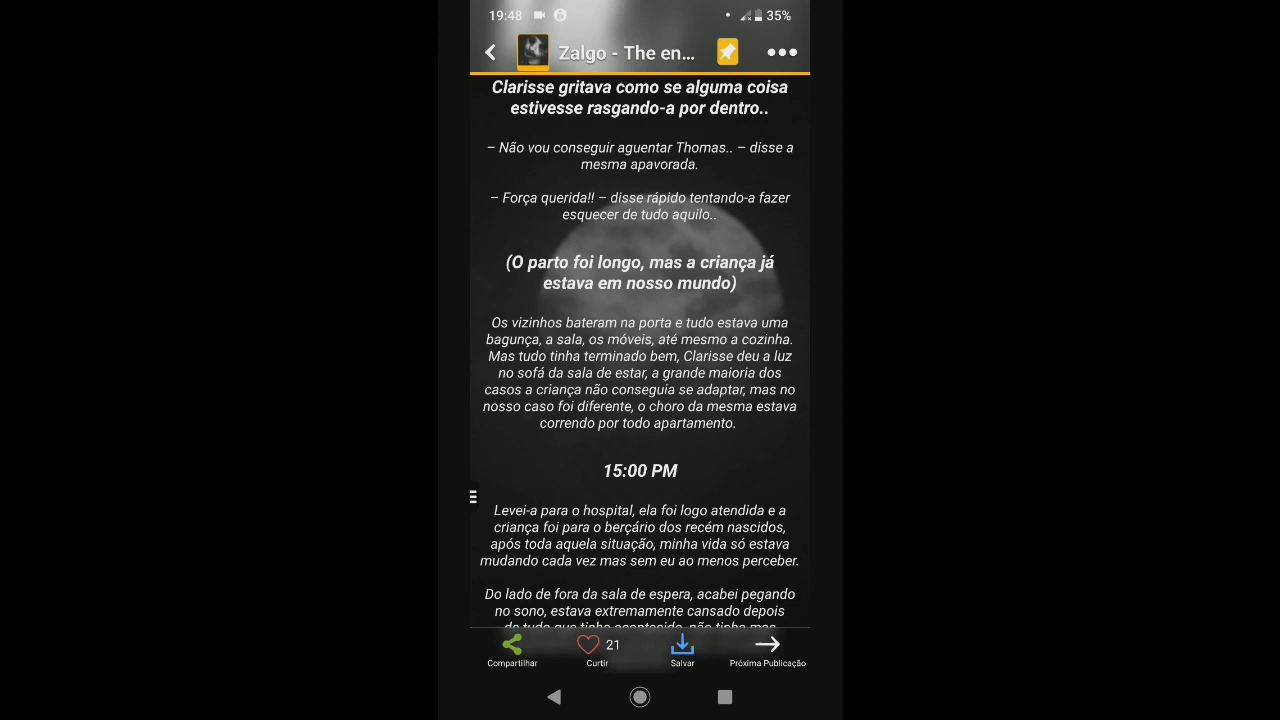 19:48
35%
Zalgo - The en...
Clarisse gritava como se alguma coisa
estivesse rasgando-a por dentro..
– Não vou conseguir aguentar Thomas.. – disse a
mesma apavorada.
– Força querida!! – disse rápido tentando-a fazer
esquecer de tudo aquilo..
(O parto foi longo, mas a criança já
estava em nosso mundo)
Os vizinhos bateram na porta e tudo estava uma
bagunça, a sala, os móveis, até mesmo a cozinha.
Mas tudo tinha terminado bem, Clarisse deu a luz
no sofá da sala de estar, a grande maioria dos
casos a criança não conseguia se adaptar, mas no
nosso caso foi diferente, o choro da mesma estava
correndo por todo apartamento.
15:00 PM
Levei-a para o hospital, ela foi logo atendida e a
criança foi para o berçário dos recém nascidos,
após toda aquela situação, minha vida só estava
mudando cada vez mas sem eu ao menos perceber.
Do lado de fora da sala de espera, acabei pegando
no sono, estava extremamente cansado depois
de tudo que tinha acontecido, não tinha mas
21
Compartilhar
Curtir
Salvar
Próxima Publicação